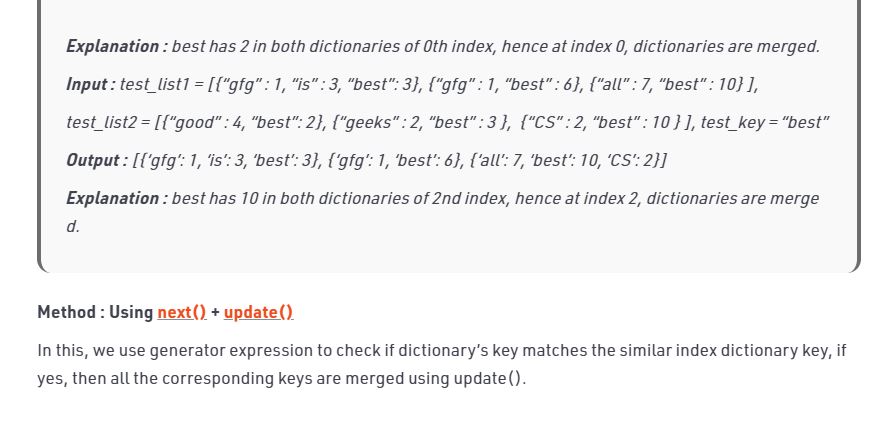 Explanation : best has 2 in both dictionaries of 0th index, hence at index 0, dictionaries are merged.
Input : test_list1 = [{“gfg” : 1, “is” : 3, “best”: 3}, {“gfg” : 1, “best” : 6}, {“all” : 7, “best” : 10} ],
test_list2 = [{“good” : 4, “best”: 2}, {“geeks” : 2, “best” : 3 }, {“CS” : 2, “best” : 10 } ], test_key = “best”
Output : [{‘gfg’: 1, ‘is’: 3, ‘best’: 3}, {‘gfg’: 1, ‘best’: 6}, {‘all’: 7, ‘best’: 10, ‘CS’: 2}]
Explanation : best has 10 in both dictionaries of 2nd index, hence at index 2, dictionaries are merge
d.
Method : Using next() + update()
In this, we use generator expression to check if dictionary’s key matches the similar index dictionary key, if
yes, then all the corresponding keys are merged using update().